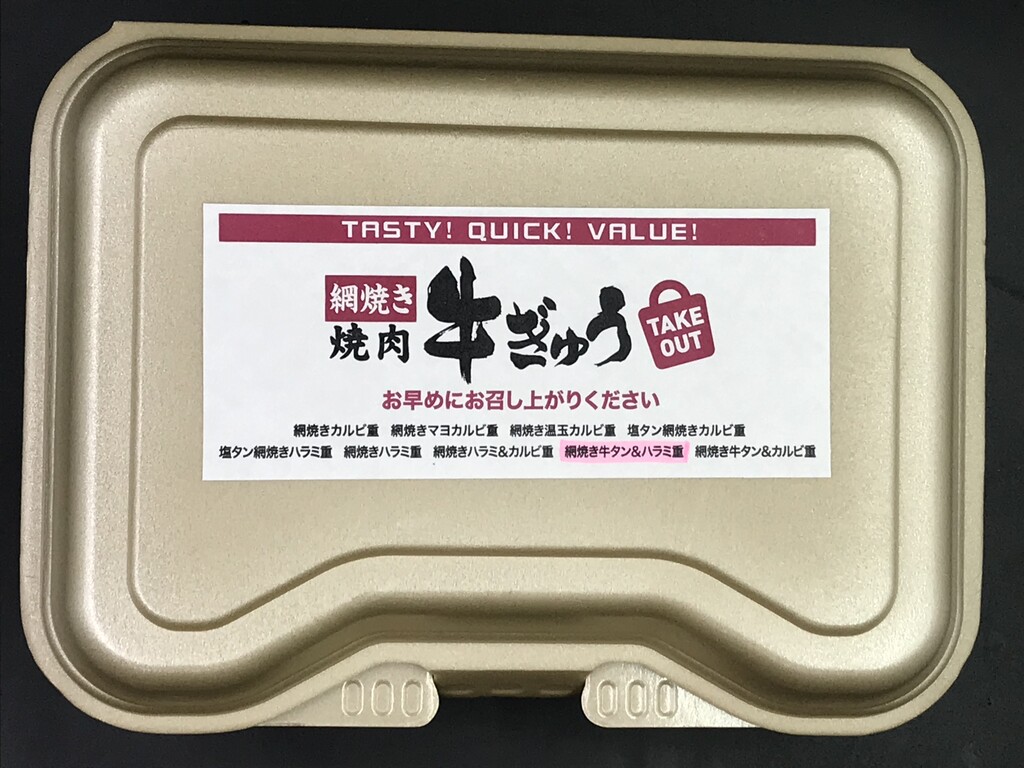 TASTY! QUICK! VALUE!
網焼き
焼肉
牛ぎゅう
TAKE
OUT
お早めにお召し上がりください
網焼きカルビ重 網焼きマヨカルビ重 網焼き温玉カルビ重 塩タン網焼きカルビ重
塩タン網焼きハラミ重 網焼きハラミ重 網焼きハラミ&カルビ重 網焼き牛タン&ハラミ重 網焼き牛タン&カルビ重